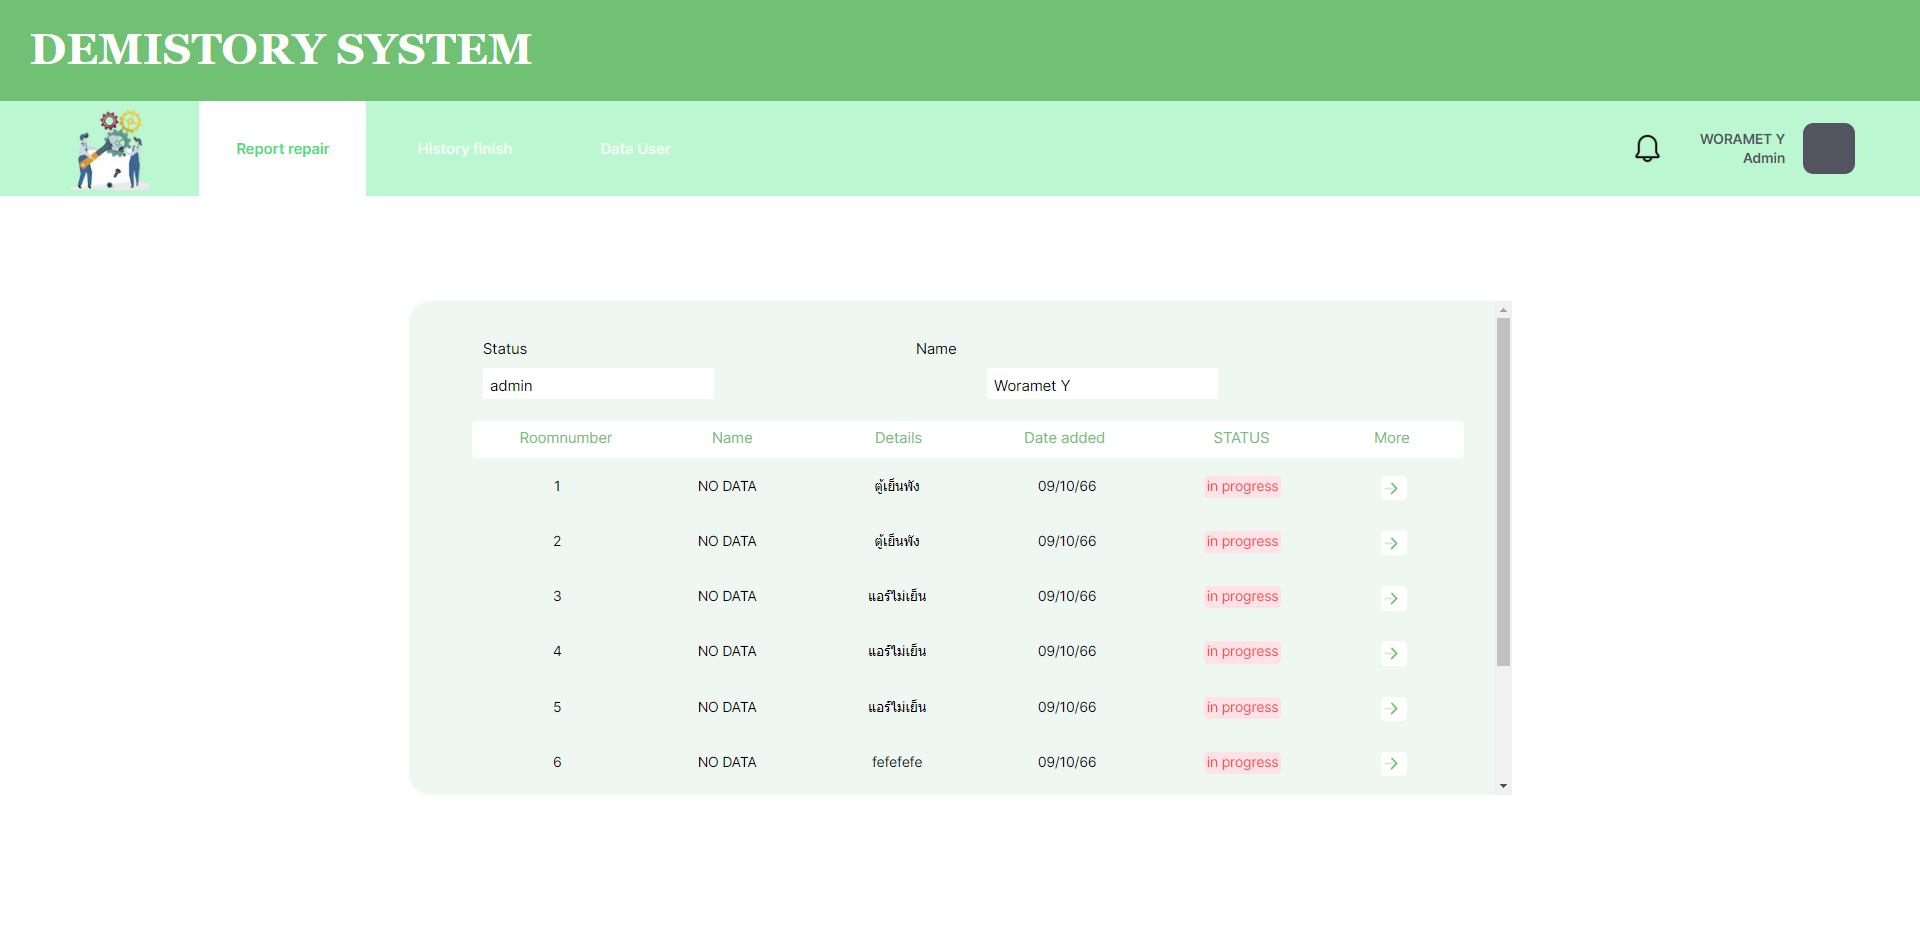 DEMISTORY SYSTEM
Report repair
History finish
Data User
WORAMET Y
Admin
Status
Name
admin
Woramet Y
Roomnumber Name Details Date added STATUS More
1 NO DATA ตู้เย็นพัง 09/10/66 in progress
2 NO DATA ตู้เย็นพัง 09/10/66 in progress
3 NO DATA แอร์ไม่เย็น 09/10/66 in progress
4 NO DATA แอร์ไม่เย็น 09/10/66 in progress
5 NO DATA แอร์ไม่เย็น 09/10/66 in progress
6 NO DATA fefefefe 09/10/66 in progress